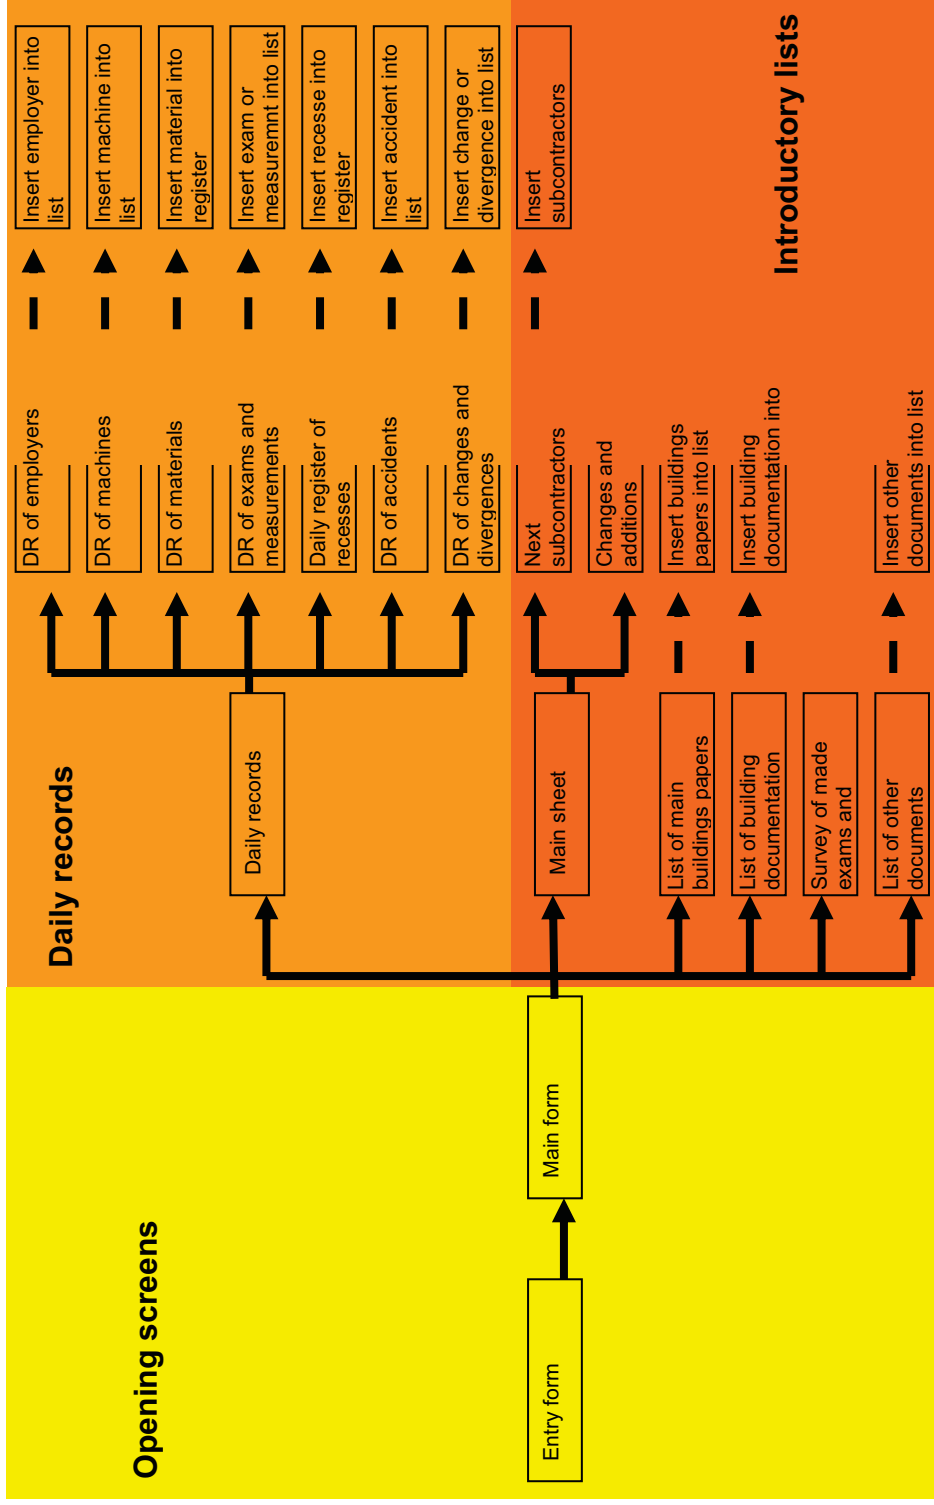 Opening screens
Entry form
Main form
Daily records
Daily records
DR of employers
Insert employer into
list
DR of machines
Insert machine into
list
DR of materials
Insert material into
register
DR of exams and
measurements
Insert exam or
measuremnt into list
Daily register of
recesses
Insert recesse into
register
DR of accidents
Insert accident into
list
DR of changes and
divergences
Insert change or
divergence into list
Main sheet
Next
subcontractors
Insert
subcontractors
Changes and
additions
List of main
buildings papers
Insert buildings
papers into list
List of building
documentation
Insert building
documentation into
Survey of made
exams and
List of other
documents
Insert other
documents into list
Introductory lists